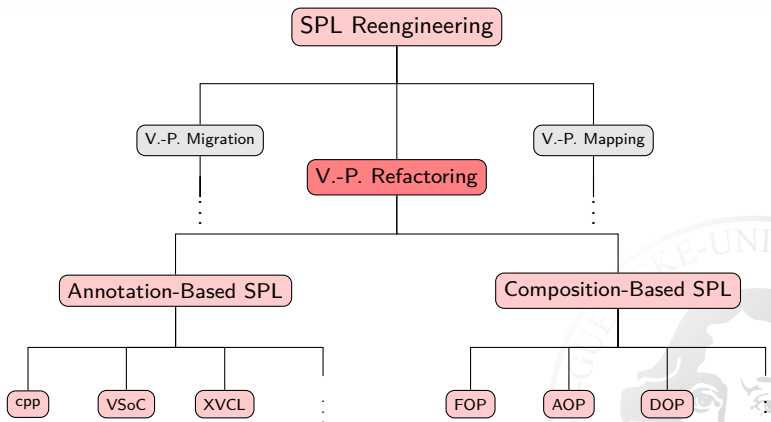 SPL Reengineering
V.-P. Migration
V.-P. Mapping
V.-P. Refactoring
Annotation-Based SPL
Composition-Based SPL
cpp
VSoC
XVCL
FOP
AOP
DOP